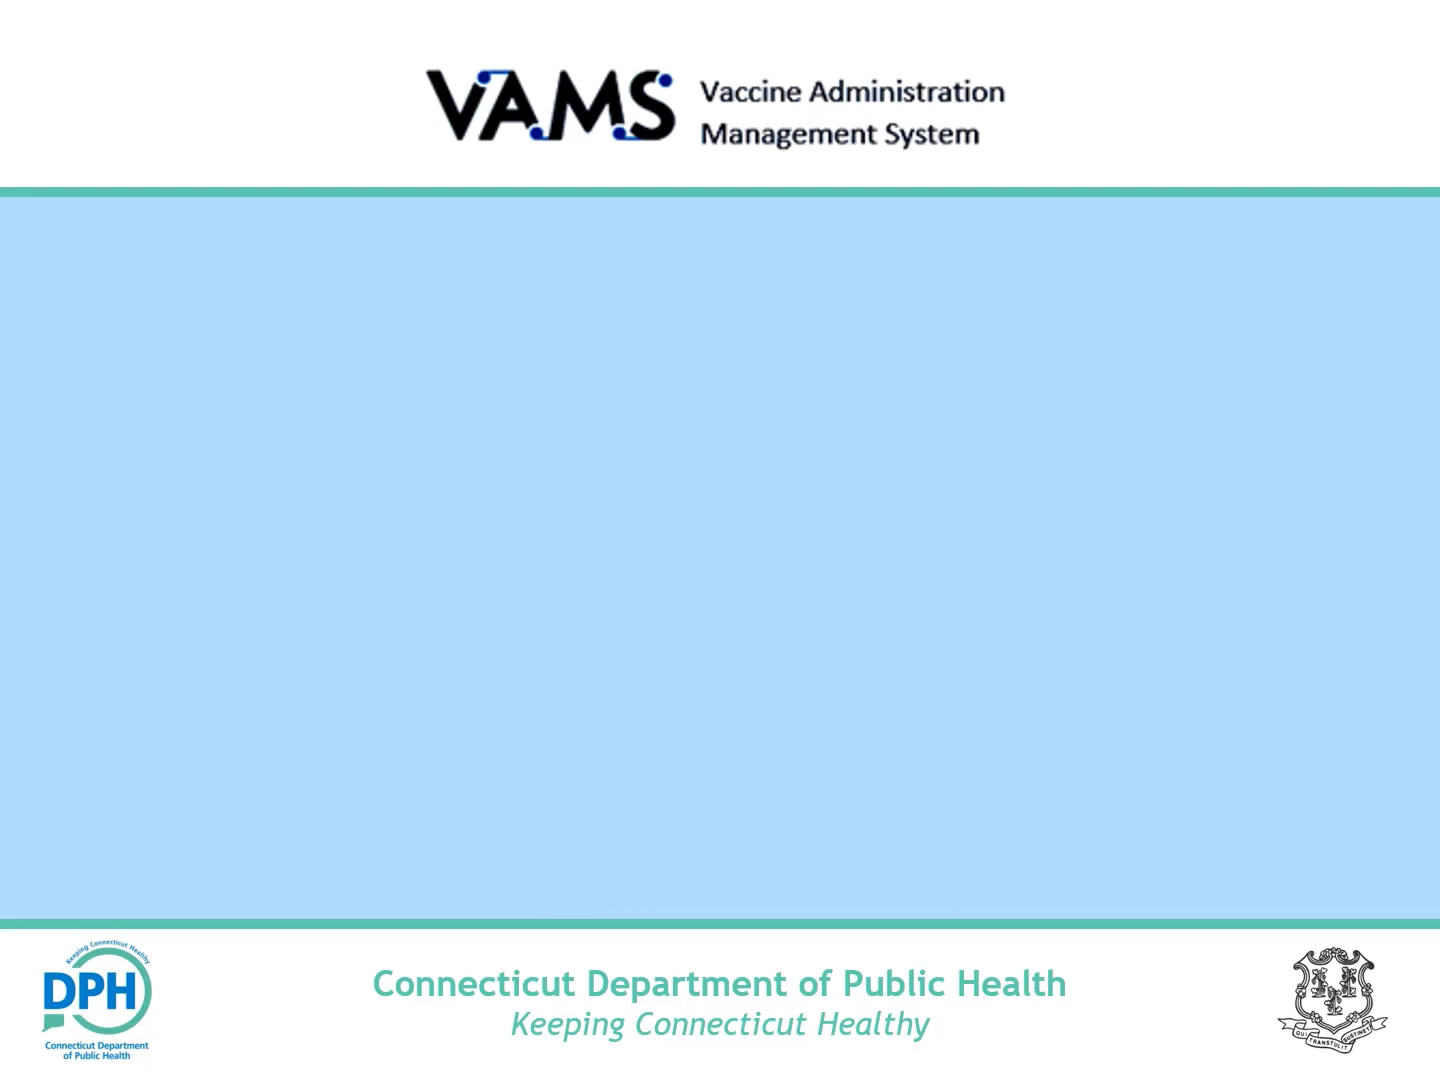 VAMS
Vaccine Administration
Management System
Keeping Connecticut Healthy
DPH
Connecticut Department
of Public Health
Connecticut Department of Public Health
Keeping Connecticut Healthy
QUI TRANSTULIT SUSTINET